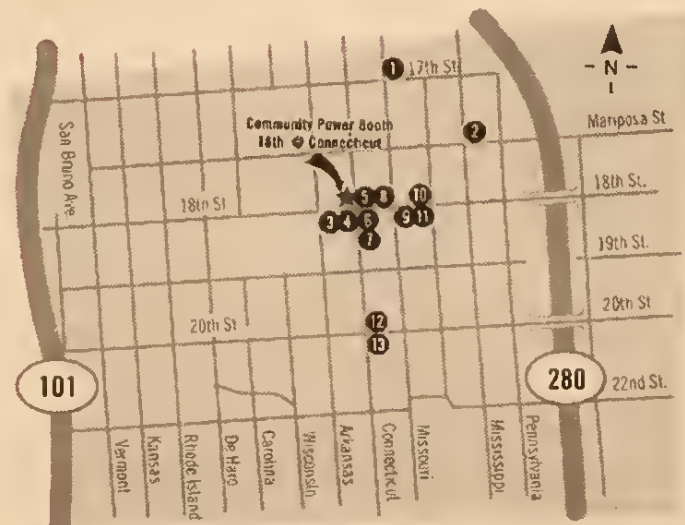 1
17th St.
N
2
Mariposa St
San Bruno Ave.
Community Power Booth
18th @ Connecticut
18th St
5
8
10
18th St.
3
4
6
9
11
7
19th St.
12
20th St
20th St
13
101
280
22nd St.
Vermont
Kansas
Rhode Island
De Haro
Carolina
Wisconsin
Arkansas
Connecticut
Missouri
Mississippi
Pennsylvania